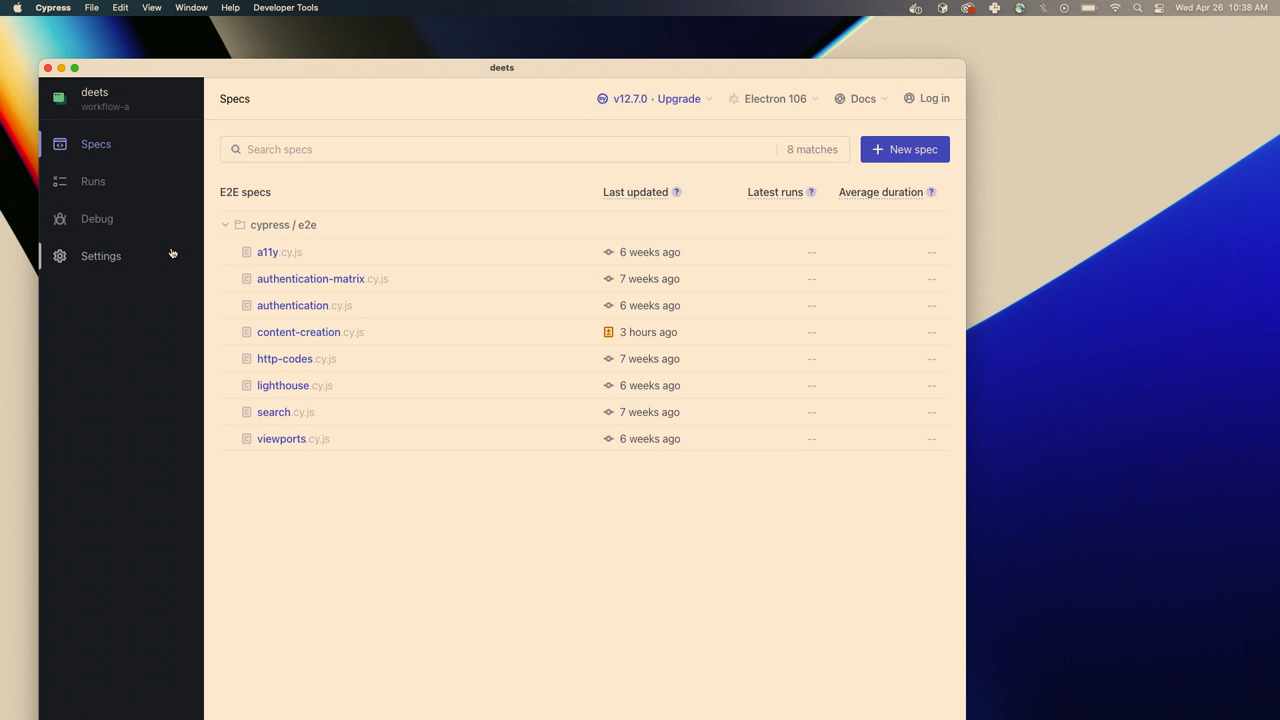 Cypress File Edit View Window Help Developer Tools Wed Apr 26 10:38 AM
deets
deets
workflow-a
Specs
Runs
Debug
Settings
Specs v12.7.0 • Upgrade Electron 106 Docs Log in
Search specs 8 matches New spec
E2E specs Last updated ? Latest runs ? Average duration ?
cypress / e2e
a11y.cy.js 6 weeks ago -- --
authentication-matrix.cy.js 7 weeks ago -- --
authentication.cy.js 6 weeks ago -- --
content-creation.cy.js 3 hours ago -- --
http-codes.cy.js 7 weeks ago -- --
lighthouse.cy.js 6 weeks ago -- --
search.cy.js 7 weeks ago -- --
viewports.cy.js 6 weeks ago -- --